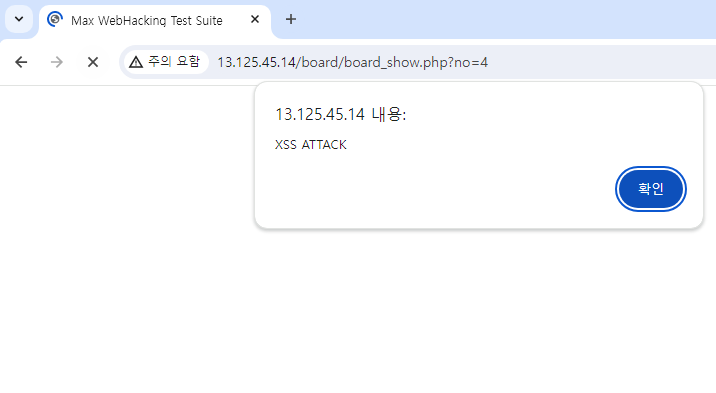 Max WebHacking Test Suite
주의 요함 13.125.45.14/board/board_show.php?no=4
13.125.45.14 내용:
XSS ATTACK
확인